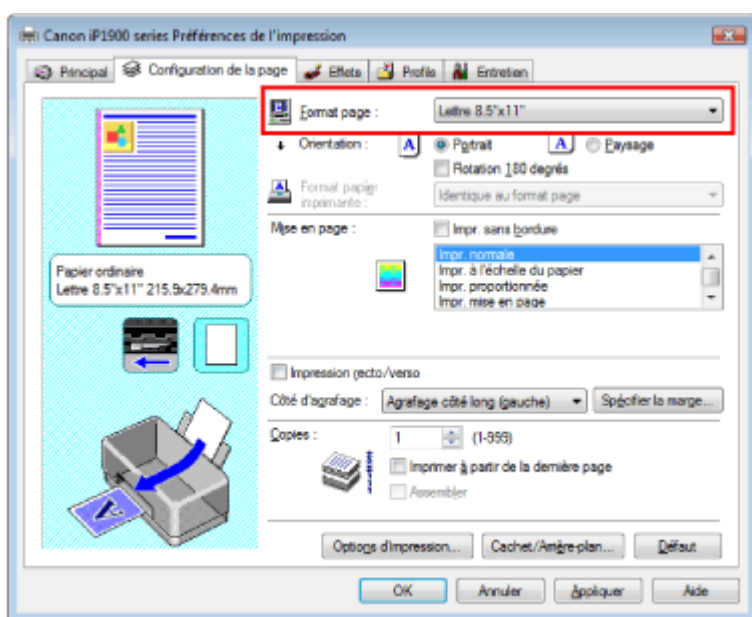 Canon iP1900 series Préférences de l'impression
Principal Configuration de la page Effets Profils Entretien
Format page : Lettre 8.5"x11"
Orientation : A Portrait A Paysage
Rotation 180 degrés
Format papier imprimante : Identique au format page
Mise en page : Impr. sans bordure
Impr. normale
Impr. à l'échelle du papier
Impr. proportionnée
Impr. mise en page
Papier ordinaire
Lettre 8.5"x11" 215.9x279.4mm
Impression recto/verso
Côté d'agrafage : Agrafage côté long (gauche) Spécifier la marge...
Copies : 1 (1-999)
Imprimer à partir de la dernière page
Assembler
Options d'impression... Cachet/Arrière-plan... Défaut
OK Annuler Appliquer Aide